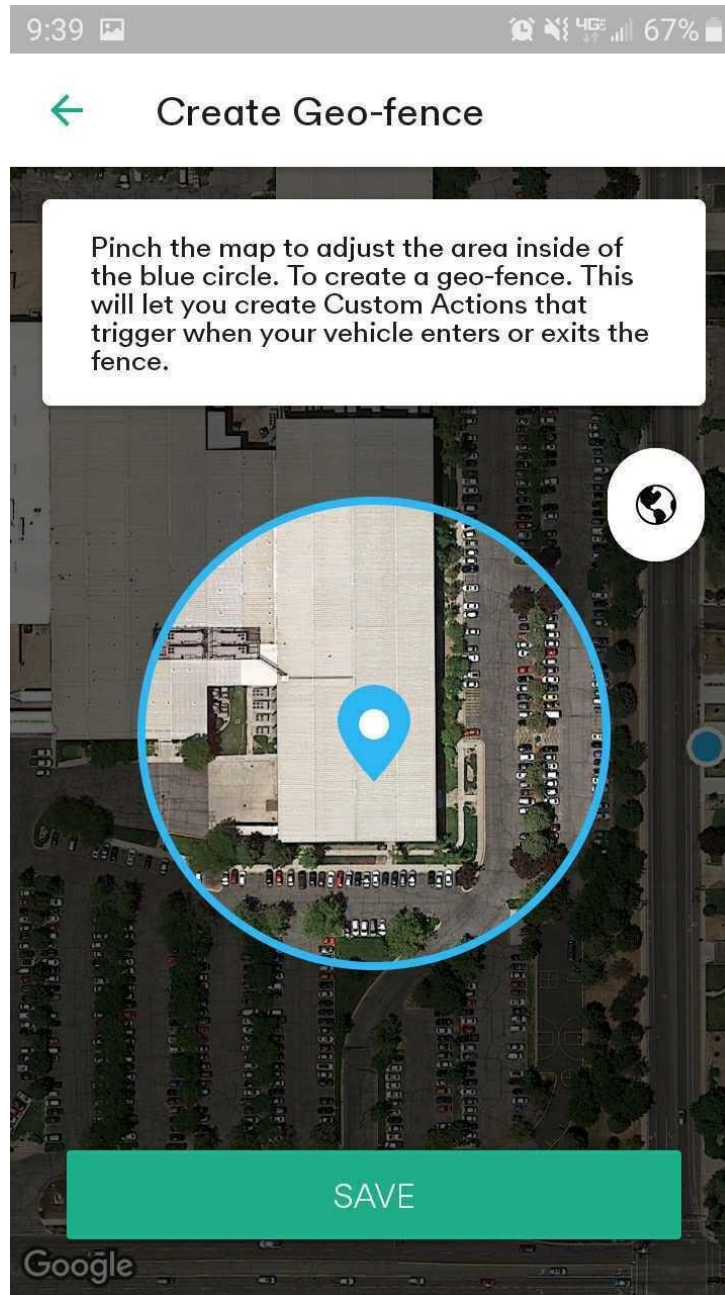 9:39 4GE 67%
Create Geo-fence
Pinch the map to adjust the area inside of
the blue circle. To create a geo-fence. This
will let you create Custom Actions that
trigger when your vehicle enters or exits the
fence.
SAVE
Google